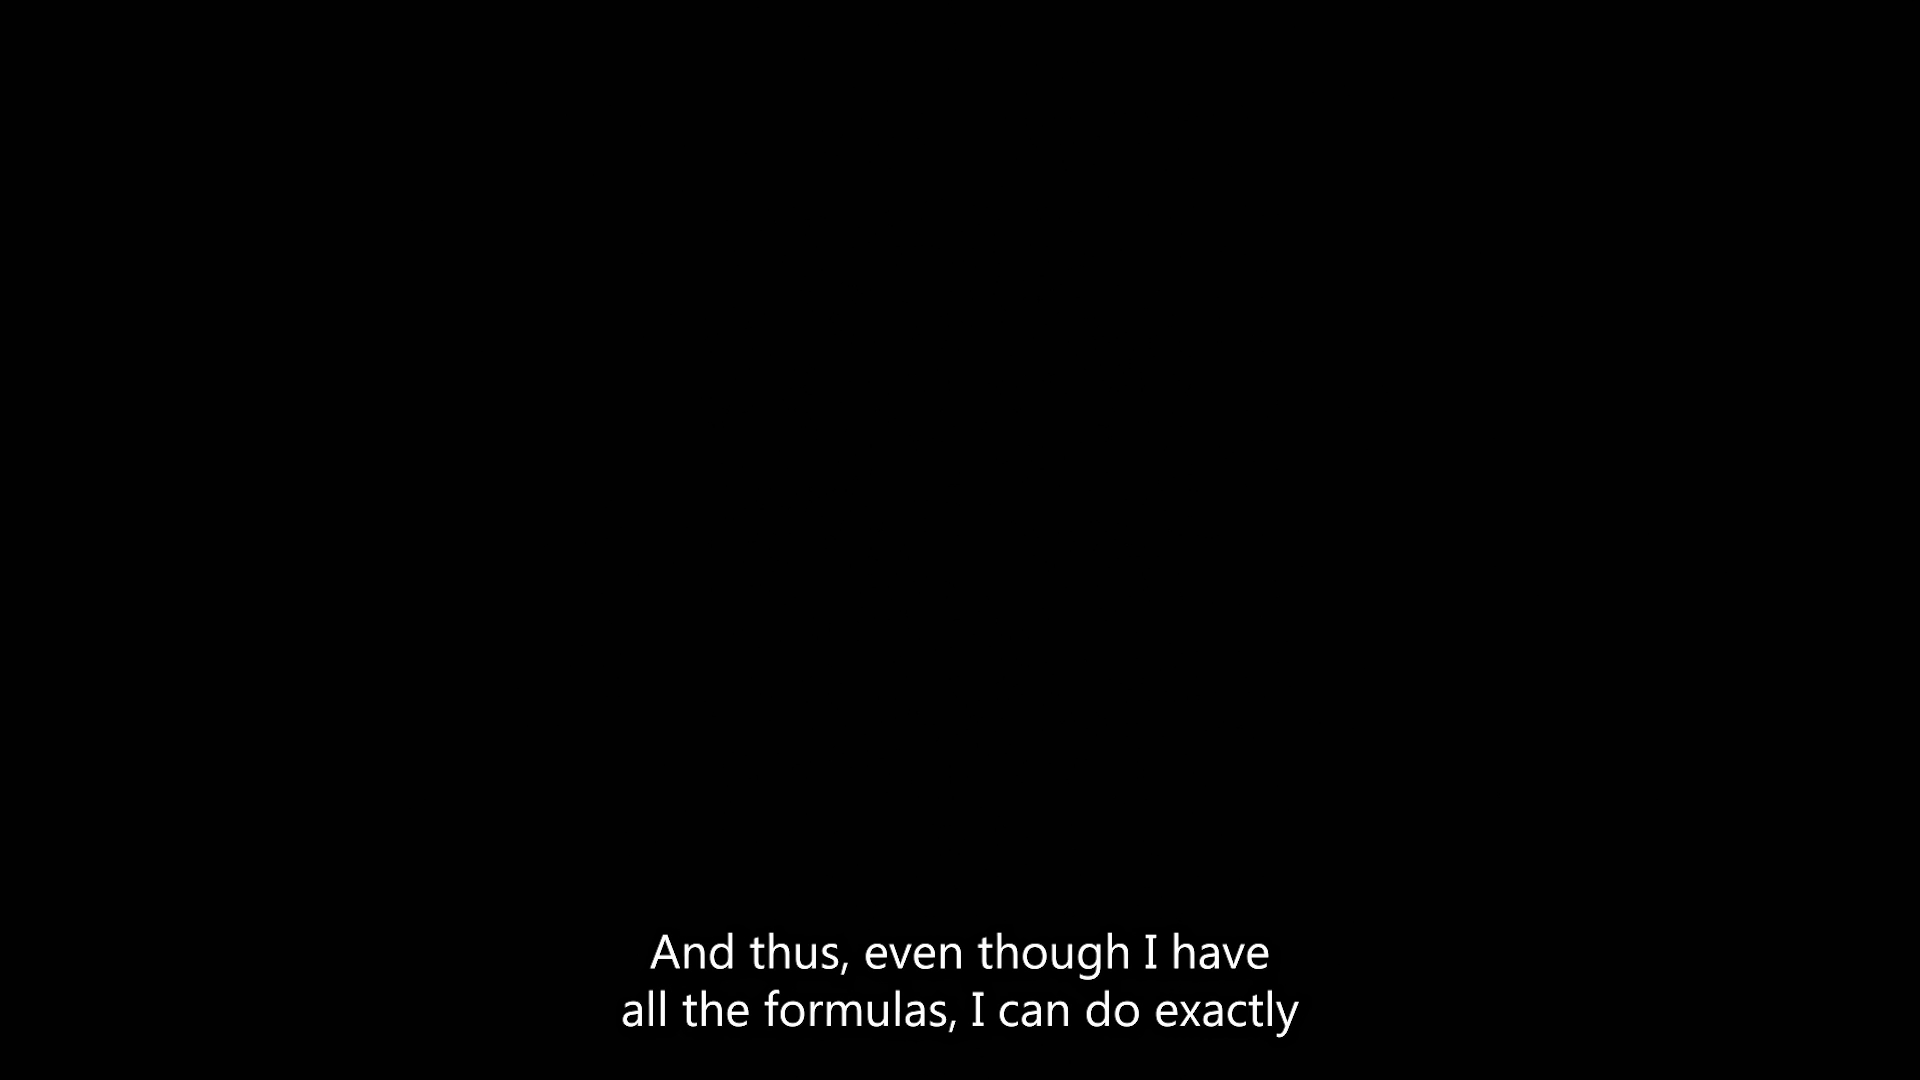 And thus, even though I have
all the formulas, I can do exactly